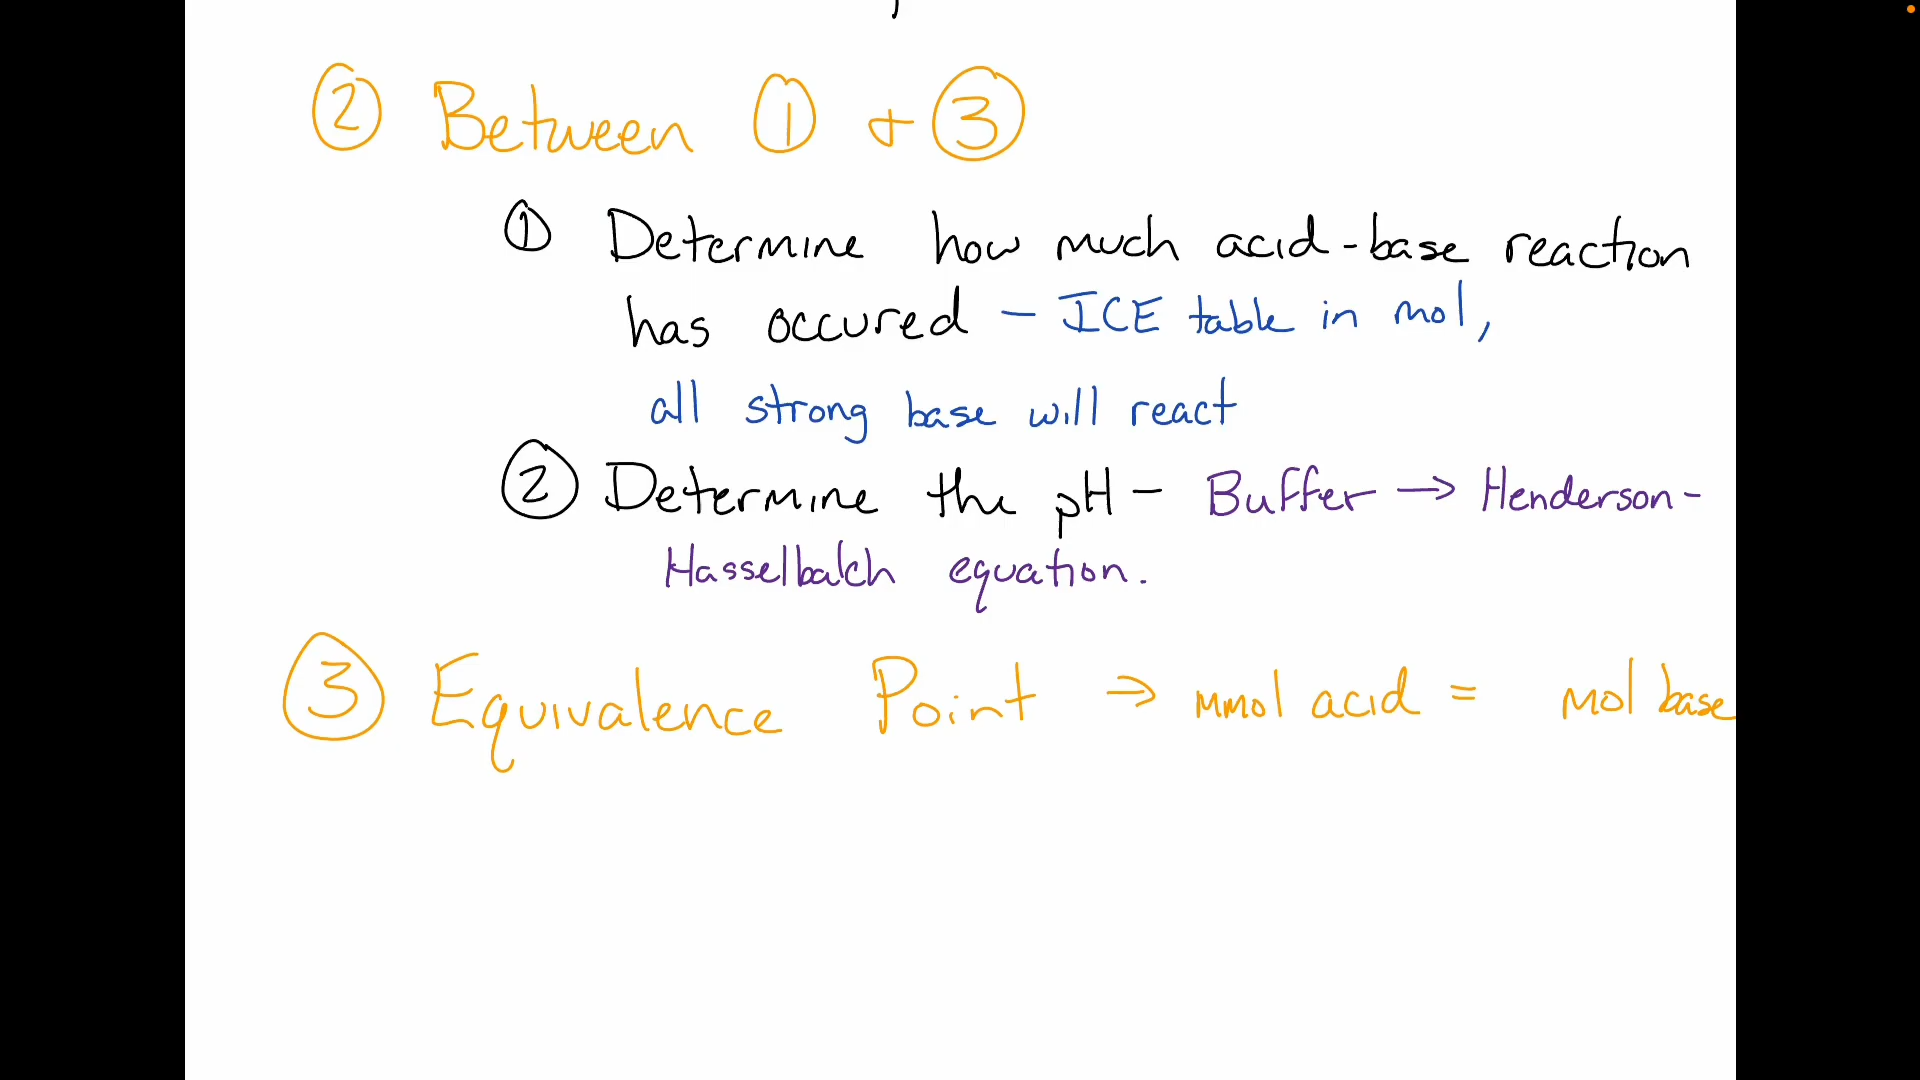 ② Between ① + ③
① Determine how much acid-base reaction
has occured - ICE table in mol,
all strong base will react
② Determine the pH - Buffer → Henderson-
Hasselbalch equation.
③ Equivalence Point → mmol acid = mol base